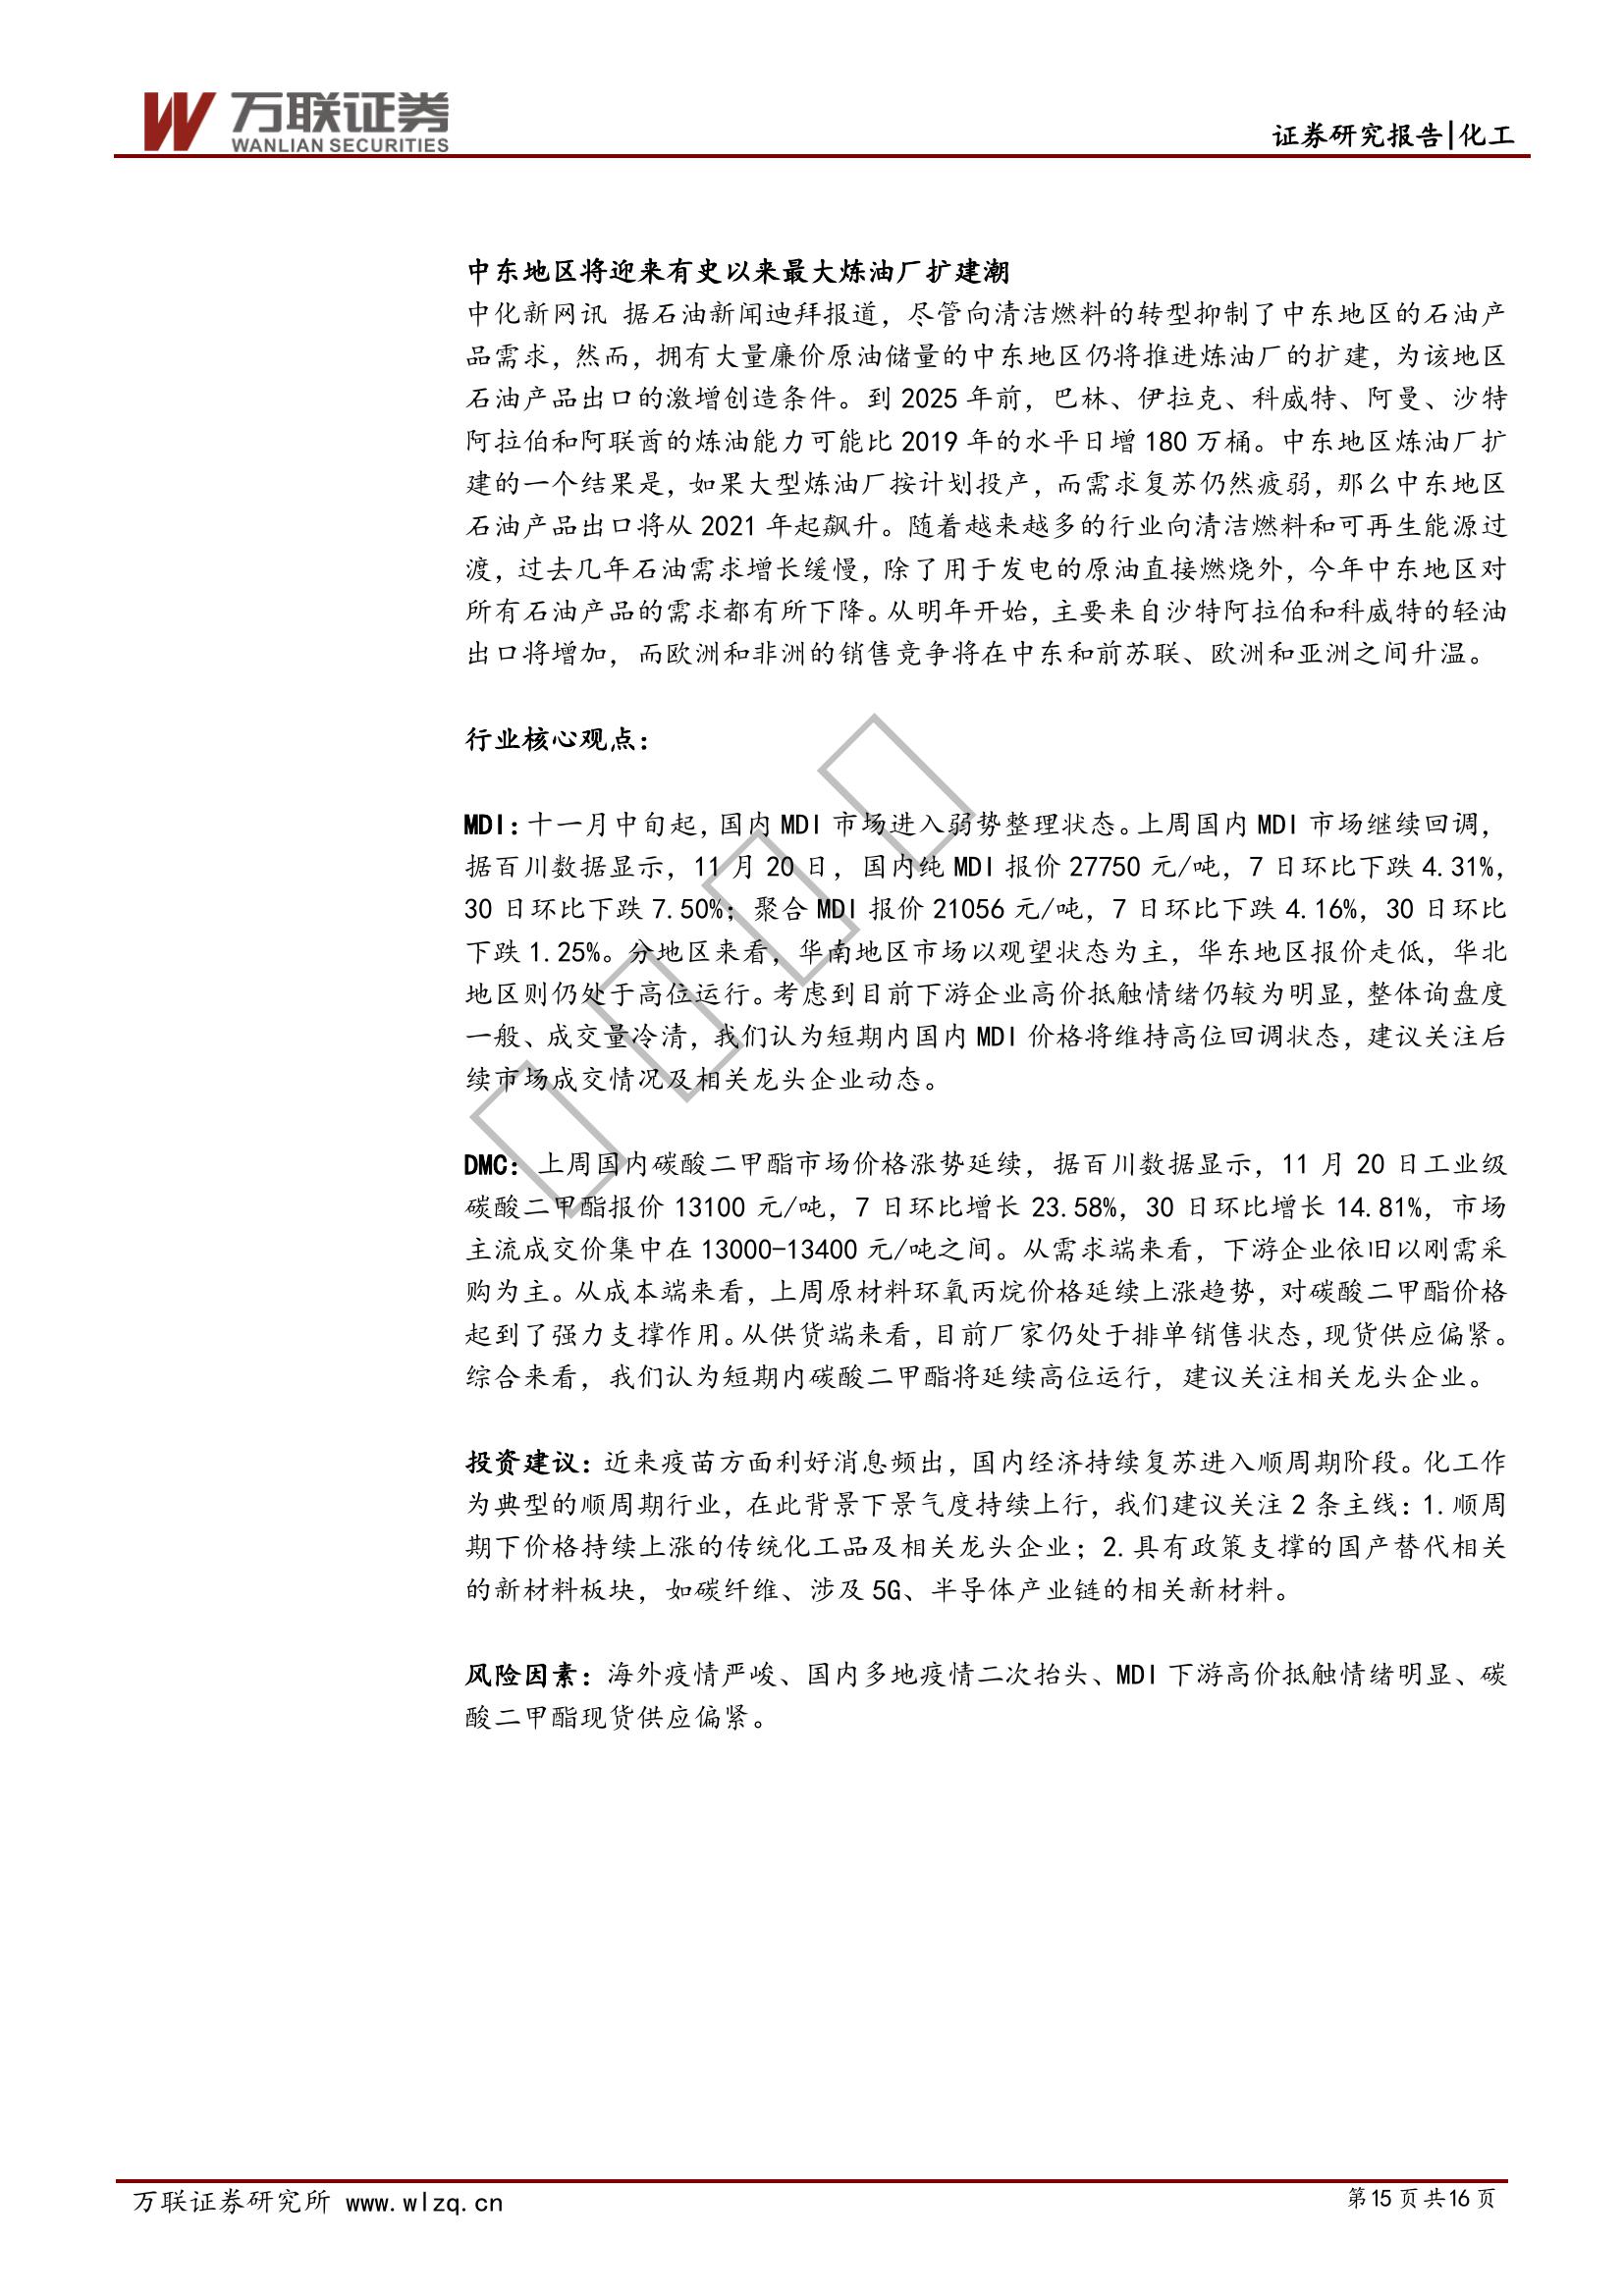 万联证券
WANLIAN SECURITIES
证券研究报告|化工
中东地区将迎来有史以来最大炼油厂扩建潮
中化新网讯 据石油新闻迪拜报道，尽管向清洁燃料的转型抑制了中东地区的石油产
品需求，然而，拥有大量廉价原油储量的中东地区仍将推进炼油厂的扩建，为该地区
石油产品出口的激增创造条件。到 2025 年前，巴林、伊拉克、科威特、阿曼、沙特
阿拉伯和阿联酋的炼油能力可能比 2019 年的水平日增 180 万桶。中东地区炼油厂扩
建的一个结果是，如果大型炼油厂按计划投产，而需求复苏仍然疲弱，那么中东地区
石油产品出口将从 2021 年起飙升。随着越来越多的行业向清洁燃料和可再生能源过
渡，过去几年石油需求增长缓慢，除了用于发电的原油直接燃烧外，今年中东地区对
所有石油产品的需求都有所下降。从明年开始，主要来自沙特阿拉伯和科威特的轻油
出口将增加，而欧洲和非洲的销售竞争将在中东和前苏联、欧洲和亚洲之间升温。
行业核心观点：
MDI：十一月中旬起，国内 MDI 市场进入弱势整理状态。上周国内 MDI 市场继续回调，
据百川数据显示，11 月 20 日，国内纯 MDI 报价 27750 元/吨，7 日环比下跌 4.31%，
30 日环比下跌 7.50%；聚合 MDI 报价 21056 元/吨，7 日环比下跌 4.16%，30 日环比
下跌 1.25%。分地区来看，华南地区市场以观望状态为主，华东地区报价走低，华北
地区则仍处于高位运行。考虑到目前下游企业高价抵触情绪仍较为明显，整体询盘度
一般、成交量冷清，我们认为短期内国内 MDI 价格将维持高位回调状态，建议关注后
续市场成交情况及相关龙头企业动态。
DMC：上周国内碳酸二甲酯市场价格涨势延续，据百川数据显示，11 月 20 日工业级
碳酸二甲酯报价 13100 元/吨，7 日环比增长 23.58%，30 日环比增长 14.81%，市场
主流成交价集中在 13000-13400 元/吨之间。从需求端来看，下游企业依旧以刚需采
购为主。从成本端来看，上周原材料环氧丙烷价格延续上涨趋势，对碳酸二甲酯价格
起到了强力支撑作用。从供货端来看，目前厂家仍处于排单销售状态，现货供应偏紧。
综合来看，我们认为短期内碳酸二甲酯将延续高位运行，建议关注相关龙头企业。
投资建议：近来疫苗方面利好消息频出，国内经济持续复苏进入顺周期阶段。化工作
为典型的顺周期行业，在此背景下景气度持续上行，我们建议关注 2 条主线：1.顺周
期下价格持续上涨的传统化工品及相关龙头企业；2.具有政策支撑的国产替代相关
的新材料板块，如碳纤维、涉及 5G、半导体产业链的相关新材料。
风险因素：海外疫情严峻、国内多地疫情二次抬头、MDI 下游高价抵触情绪明显、碳
酸二甲酯现货供应偏紧。
万联证券研究所 www.wlzq.cn
第15页共16页